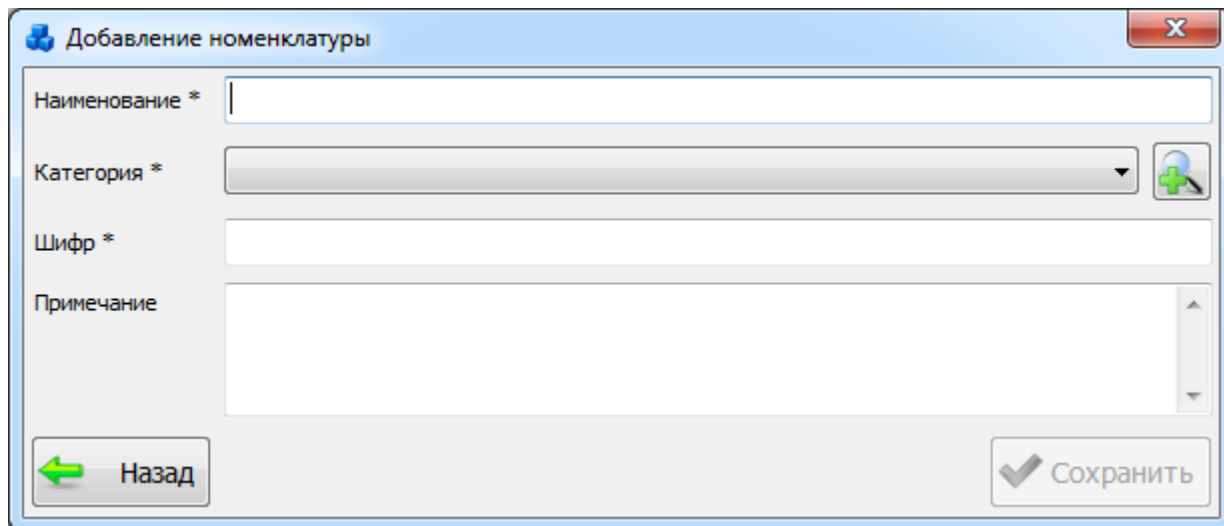 Добавление номенклатуры
Наименование *
Категория *
Шифр *
Примечание
Назад
Сохранить